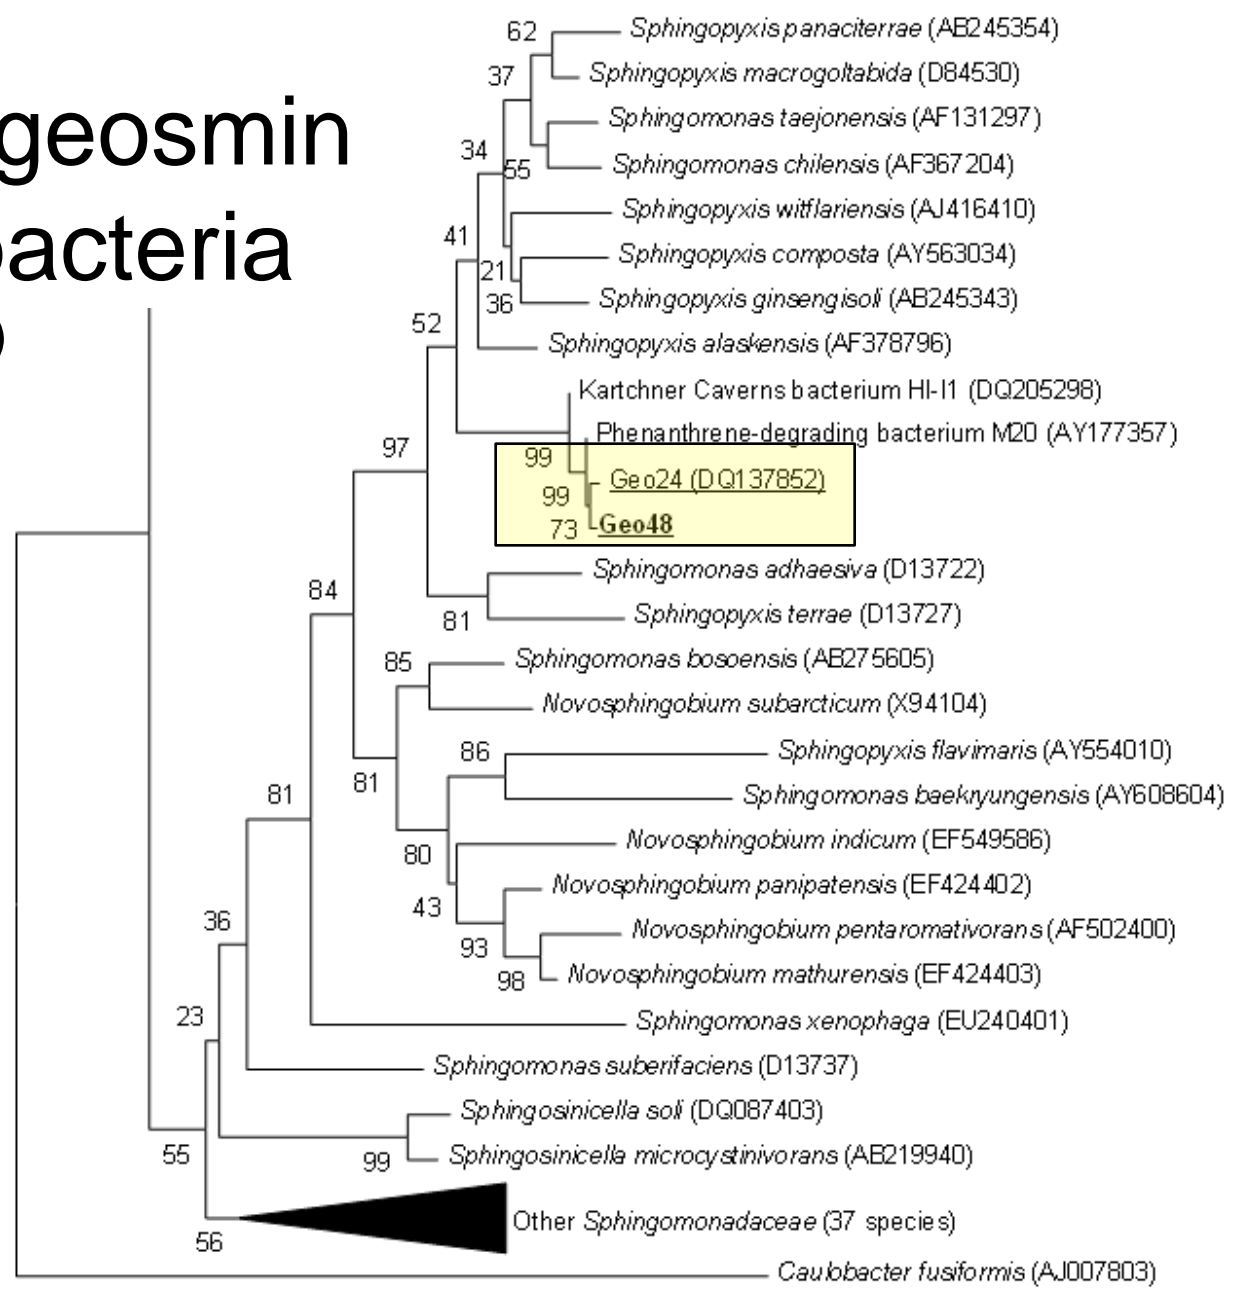 geosmin
bacteria
)
62
Sphingopyxis panaciterrae (AB245354)
37
Sphingopyxis macrogoltabida (D84530)
Sphingomonas taejonensis (AF131297)
34
55
Sphingomonas chilensis (AF367204)
Sphingopyxis witflariensis (AJ416410)
41
Sphingopyxis composta (AY563034)
21
36
Sphingopyxis ginsengisoli (AB245343)
52
Sphingopyxis alaskensis (AF378796)
Kartchner Caverns bacterium HI-I1 (DQ205298)
Phenanthrene-degrading bacterium M20 (AY177357)
97
99
Geo24 (DQ137852)
99
73
Geo48
Sphingomonas adhaesiva (D13722)
84
81
Sphingopyxis terrae (D13727)
85
Sphingomonas bosoensis (AB275605)
Novosphingobium subarcticum (X94104)
86
Sphingopyxis flavimaris (AY554010)
81
81
Sphingomonas baekryungensis (AY608604)
Novosphingobium indicum (EF549586)
80
Novosphingobium panipatensis (EF424402)
43
36
Novosphingobium pentaromativorans (AF502400)
93
98
Novosphingobium mathurensis (EF424403)
23
Sphingomonas xenophaga (EU240401)
Sphingomonas suberifaciens (D13737)
Sphingosinicella soli (DQ087403)
55
99
Sphingosinicella microcystinivorans (AB219940)
Other Sphingomonadaceae (37 species)
56
Caulobacter fusiformis (AJ007803)